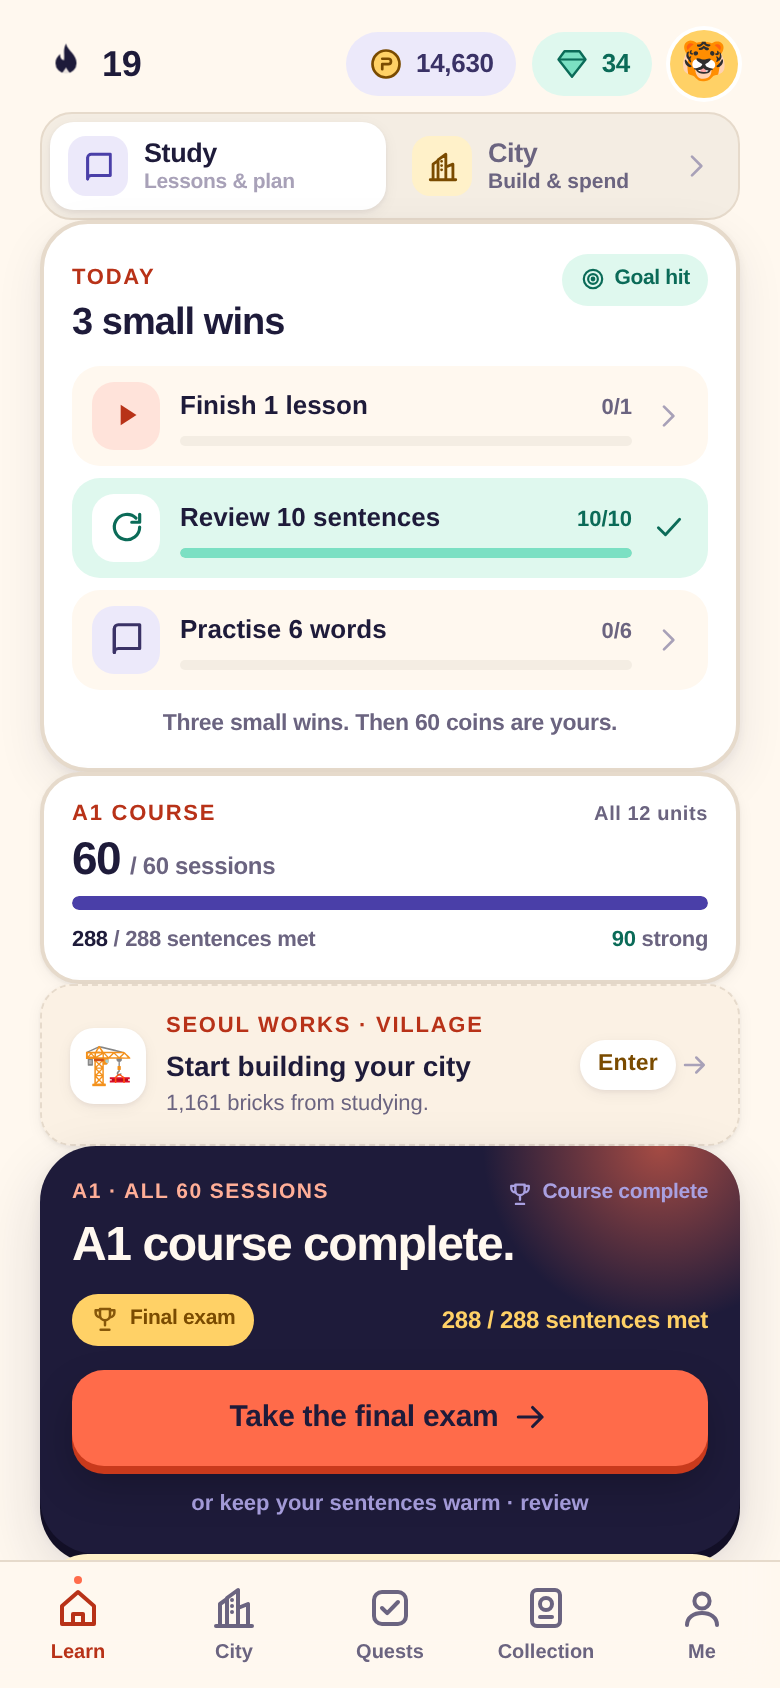 19
14,630
34
Study
Lessons & plan
City
Build & spend
TODAY
Goal hit
3 small wins
Finish 1 lesson
0/1
Review 10 sentences
10/10
Practise 6 words
0/6
Three small wins. Then 60 coins are yours.
A1 COURSE
All 12 units
60 / 60 sessions
288 / 288 sentences met
90 strong
SEOUL WORKS · VILLAGE
Start building your city
Enter
1,161 bricks from studying.
A1 · ALL 60 SESSIONS
Course complete
A1 course complete.
Final exam
288 / 288 sentences met
Take the final exam
or keep your sentences warm · review
Learn
City
Quests
Collection
Me